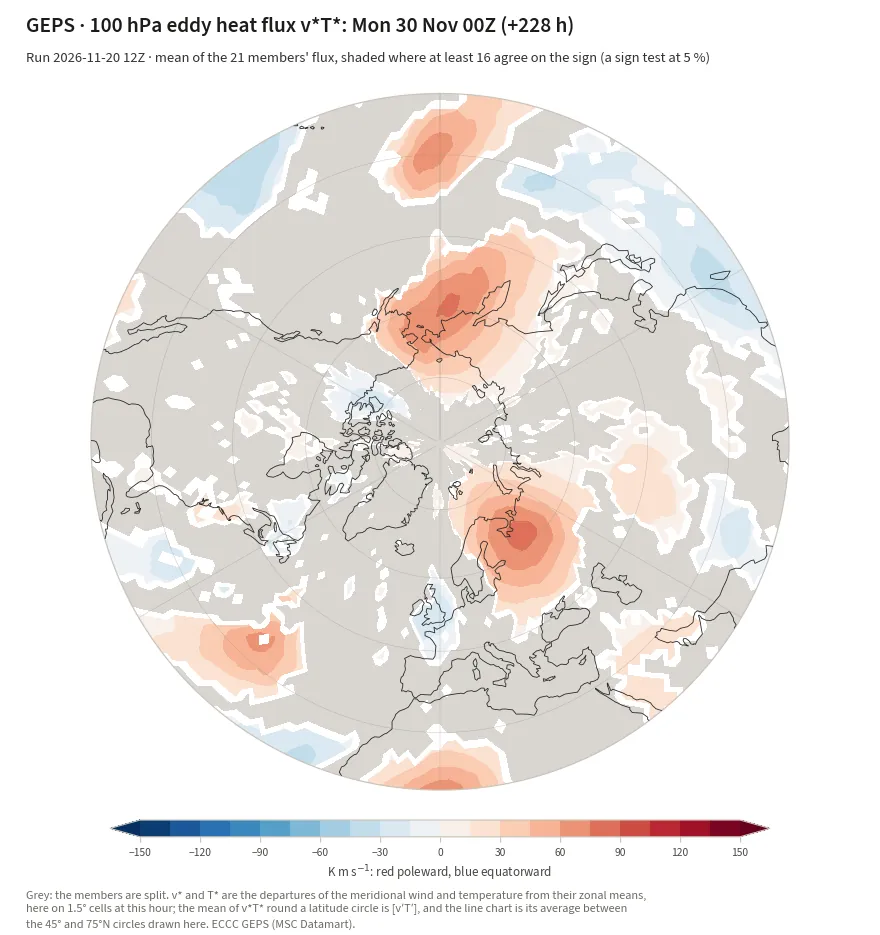 GEPS · 100 hPa eddy heat flux v*T*: Mon 30 Nov 00Z (+228 h)
Run 2026-11-20 12Z · mean of the 21 members' flux, shaded where at least 16 agree on the sign (a sign test at 5 %)
−150 −120 −90 −60 −30 0 30 60 90 120 150
K m s⁻¹: red poleward, blue equatorward
Grey: the members are split. v* and T* are the departures of the meridional wind and temperature from their zonal means,
here on 1.5° cells at this hour; the mean of v*T* round a latitude circle is [v'T'], and the line chart is its average between
the 45° and 75°N circles drawn here. ECCC GEPS (MSC Datamart).